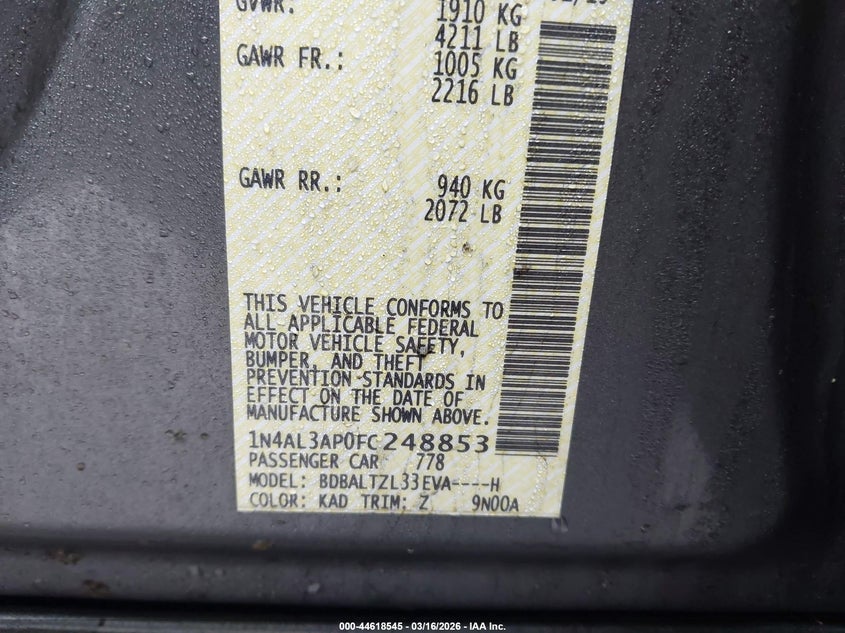 GVWR: 1910 KG
4211 LB
GAWR FR.: 1005 KG
2216 LB
GAWR RR.: 940 KG
2072 LB
THIS VEHICLE CONFORMS TO
ALL APPLICABLE FEDERAL
MOTOR VEHICLE SAFETY,
BUMPER, AND THEFT
PREVENTION STANDARDS IN
EFFECT ON THE DATE OF
MANUFACTURE SHOWN ABOVE.
1N4AL3AP0FC248853
PASSENGER CAR 778
MODEL: BDBALTZL33EVA----H
COLOR: KAD TRIM: Z 9N00A
000-44618545 - 03/16/2026 - IAA Inc.